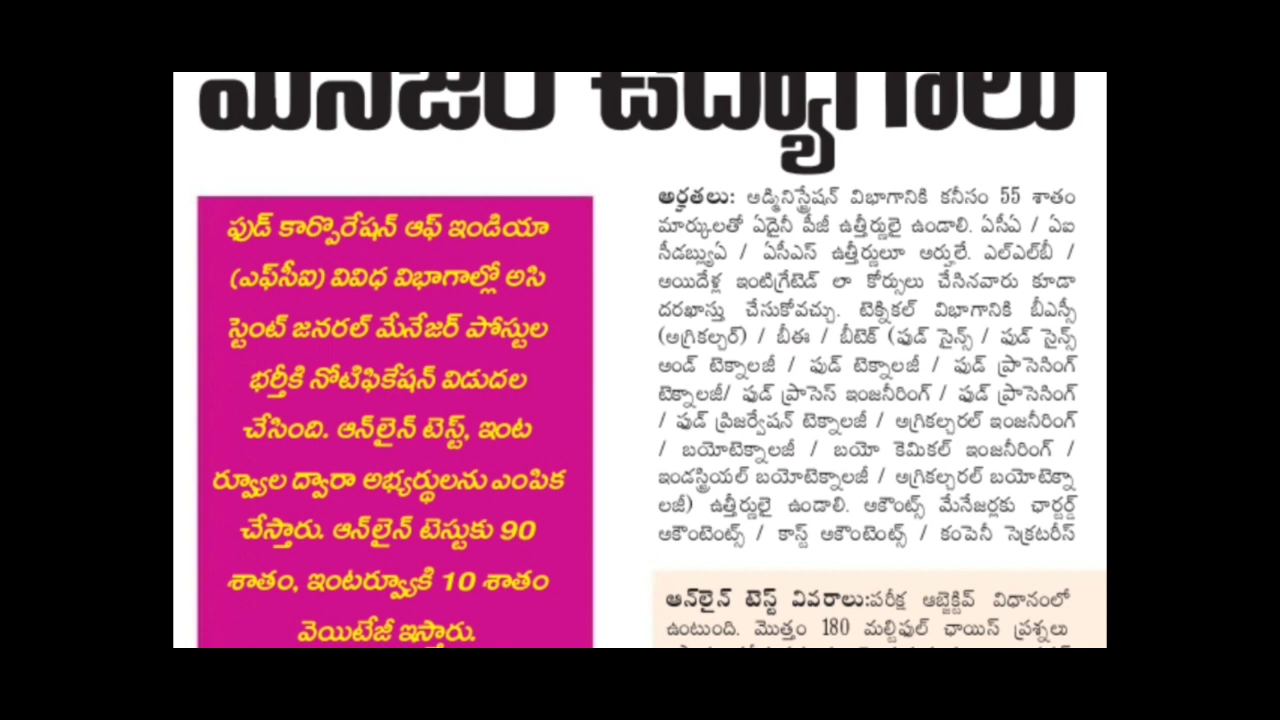 మేనేజర్ ఉద్యోగాలు
ఫుడ్ కార్పొరేషన్ ఆఫ్ ఇండియా
(ఎఫ్‌సీఐ) వివిధ విభాగాల్లో అసి
స్టెంట్ జనరల్ మేనేజర్ పోస్టుల
భర్తీకి నోటిఫికేషన్ విడుదల
చేసింది. ఆన్‌లైన్ టెస్ట్, ఇంట
ర్వ్యూల ద్వారా అభ్యర్థులను ఎంపిక
చేస్తారు. ఆన్‌లైన్ టెస్టుకు 90
శాతం, ఇంటర్వ్యూకి 10 శాతం
వెయిటేజీ ఇస్తారు.
అర్హతలు: అడ్మినిస్ట్రేషన్ విభాగానికి కనీసం 55 శాతం
మార్కులతో ఏదైనీ పీజీ ఉత్తీర్ణులై ఉండాలి. ఏసీఏ / ఏఐ
సీడబ్ల్యుఏ / ఏసీఎస్ ఉత్తీర్ణులూ అర్హులే. ఎల్ఎల్‌బీ /
అయిదేళ్ల ఇంటిగ్రేటెడ్ లా కోర్సులు చేసినవారు కూడా
దరఖాస్తు చేసుకోవచ్చు. టెక్నికల్ విభాగానికి బీఎస్సీ
(అగ్రికల్చర్) / బీఈ / బీటెక్ (ఫుడ్ సైన్స్ / ఫుడ్ సైన్స్
అండ్ టెక్నాలజీ / ఫుడ్ టెక్నాలజీ / ఫుడ్ ప్రాసెసింగ్
టెక్నాలజీ/ ఫుడ్ ప్రాసెస్ ఇంజనీరింగ్ / ఫుడ్ ప్రాసెసింగ్
/ ఫుడ్ ప్రిజర్వేషన్ టెక్నాలజీ / అగ్రికల్చరల్ ఇంజనీరింగ్
/ బయోటెక్నాలజీ / బయో కెమికల్ ఇంజనీరింగ్ /
ఇండస్ట్రియల్ బయోటెక్నాలజీ / అగ్రికల్చరల్ బయోటెక్నా
లజీ) ఉత్తీర్ణులై ఉండాలి. అకౌంట్స్ మేనేజర్లకు ఛార్టర్డ్
అకౌంటెంట్స్ / కాస్ట్ అకౌంటెంట్స్ / కంపెనీ సెక్రటరీస్
ఆన్‌లైన్ టెస్ట్ వివరాలు:పరీక్ష ఆబ్జెక్టివ్ విధానంలో
ఉంటుంది. మొత్తం 180 మల్టిఫుల్ ఛాయిస్ ప్రశ్నలు